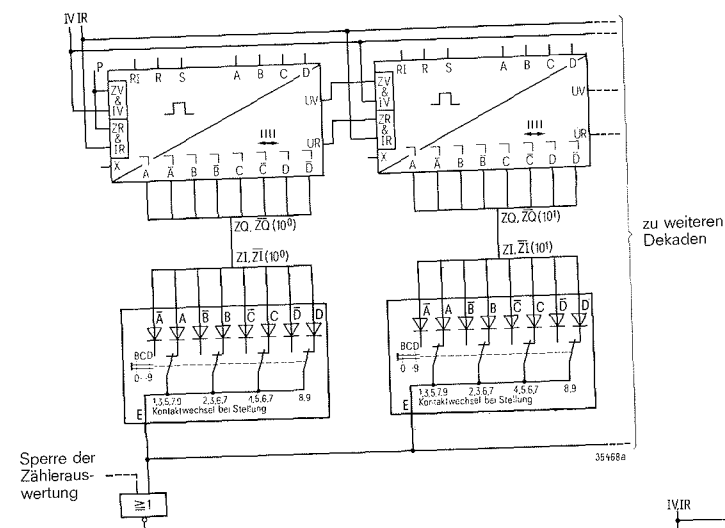 IV IR
P
RI R S A B C D
RI R S A B C D
ZV & IV
UV
ZV & IV
UV
ZR & IR
UR
ZR & IR
ÜR
X
A A̅ B B̅ C C̅ D D̅
X
A A̅ B B̅ C C̅ D D̅
ZQ, Z̅Q̅ (10⁰)
ZQ, Z̅Q̅ (10¹)
zu weiteren
Dekaden
ZI, Z̅I̅ (10⁰)
ZI, Z̅I̅ (10¹)
A̅ A B̅ B C̅ C D̅ D
A̅ A B̅ B C̅ C D̅ D
BCD
0...9
BCD
0...9
1,3,5,7,9 2,3,6,7 4,5,6,7 8,9
Kontaktwechsel bei Stellung
E
1,3,5,7,9 2,3,6,7 4,5,6,7 8,9
Kontaktwechsel bei Stellung
E
35468a
Sperre der
Zähleraus-
wertung
≧1
IV,IR